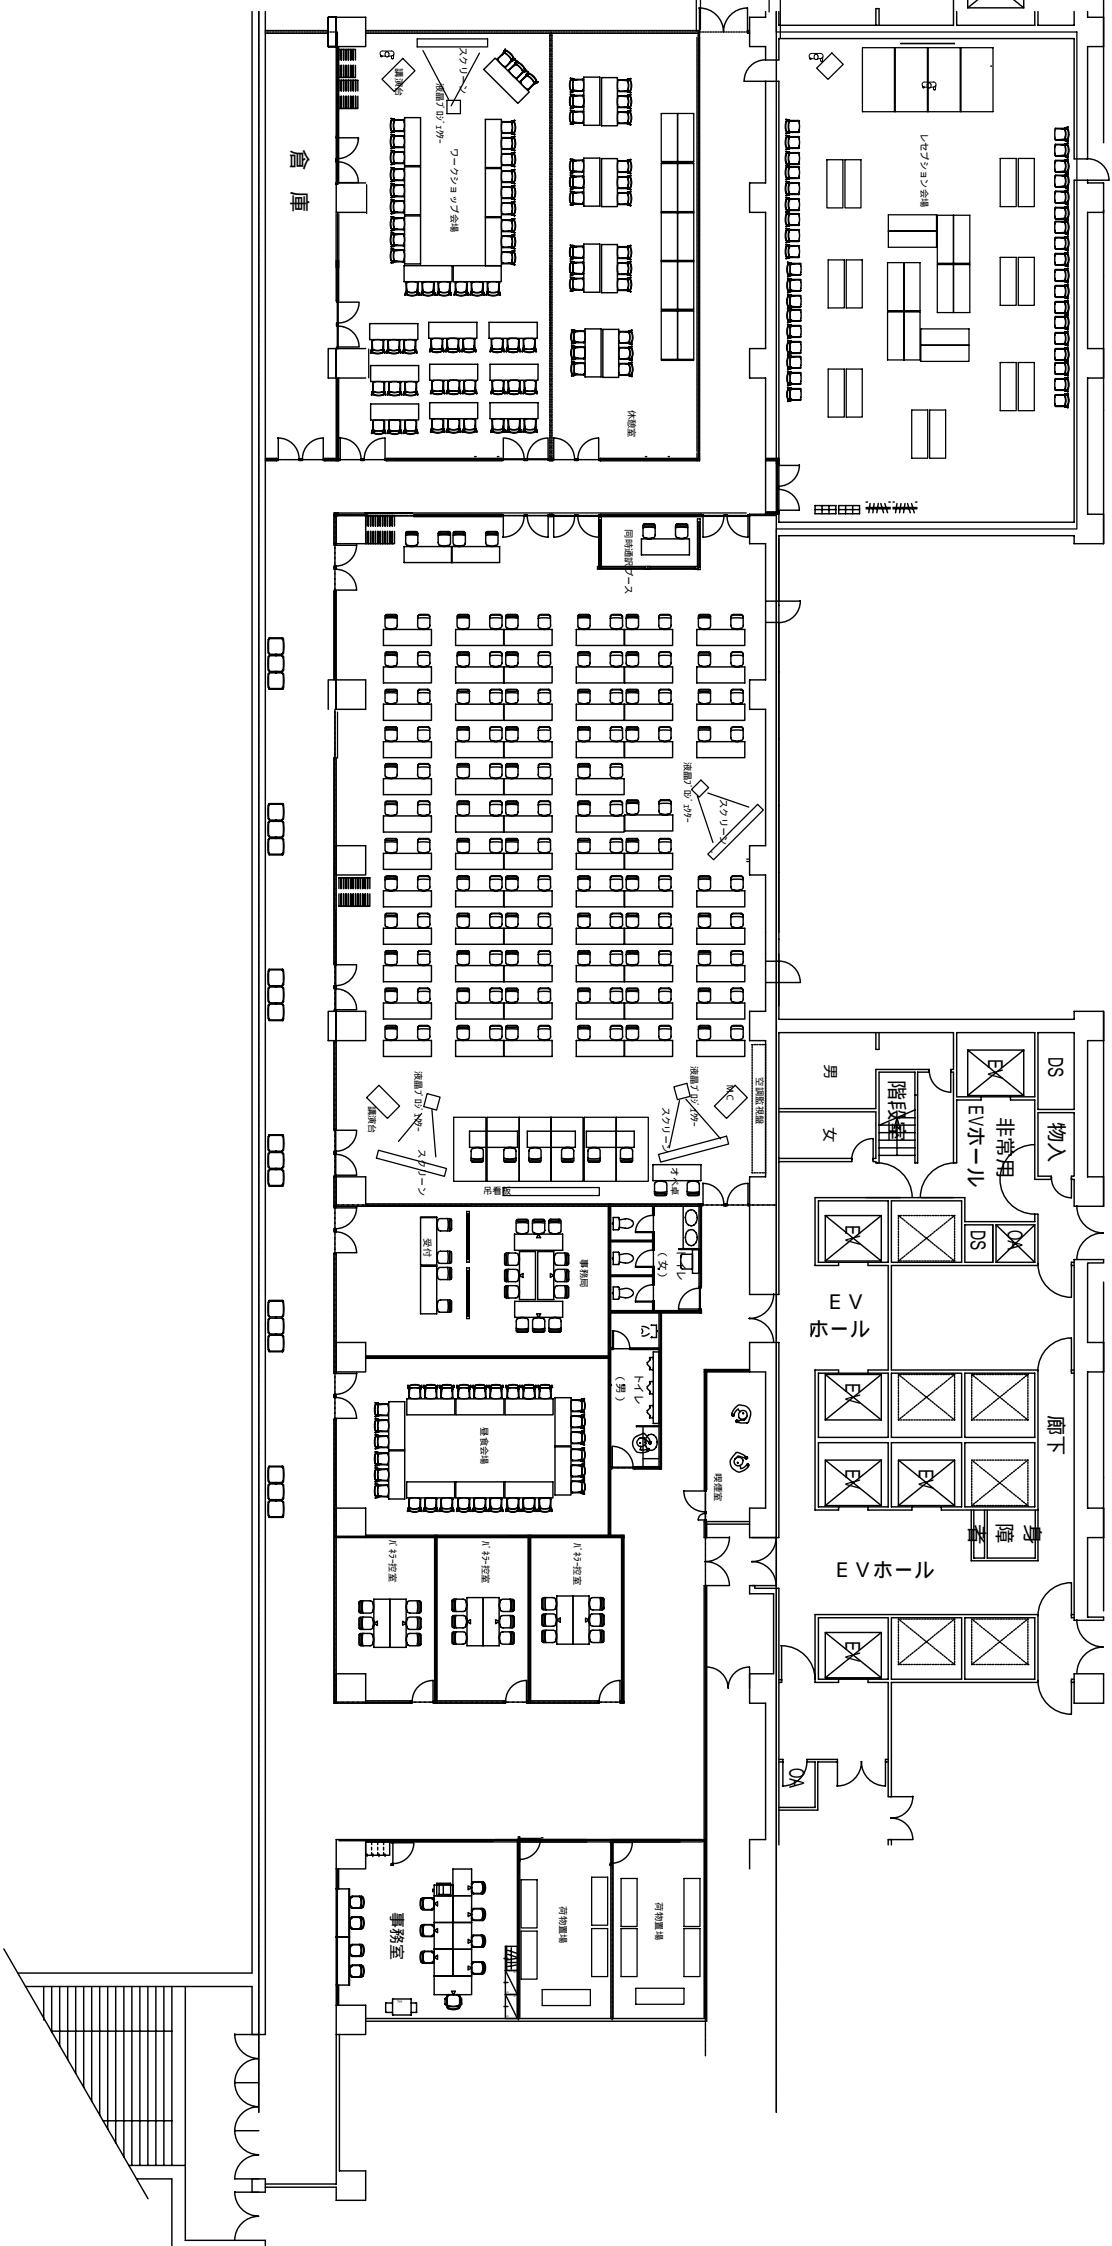 スクリーン
講演台
液晶ﾌﾟﾛｼﾞｪｸﾀｰ
ワークショップ会場
倉庫
休憩室
レセプション会場
同時通訳ブース
液晶ﾌﾟﾛｼﾞｪｸﾀｰ
スクリーン
空調監視盤
液晶ﾌﾟﾛｼﾞｪｸﾀｰ
講演台
スクリーン
液晶ﾌﾟﾛｼﾞｪｸﾀｰ
MC
スクリーン
オペ卓
吊看板
男
女
階段室
EV
DS
非常用
EVホール
物入
EV
DS
OA
受付
事務局
トイレ
(女)
EV
ホール
トイレ
(男)
昼食会場
喫煙室
EV
廊下
EV
EV
身
障
者
EVホール
ﾊﾟﾈﾗｰ控室
ﾊﾟﾈﾗｰ控室
ﾊﾟﾈﾗｰ控室
EV
OA
事務室
荷物置場
荷物置場